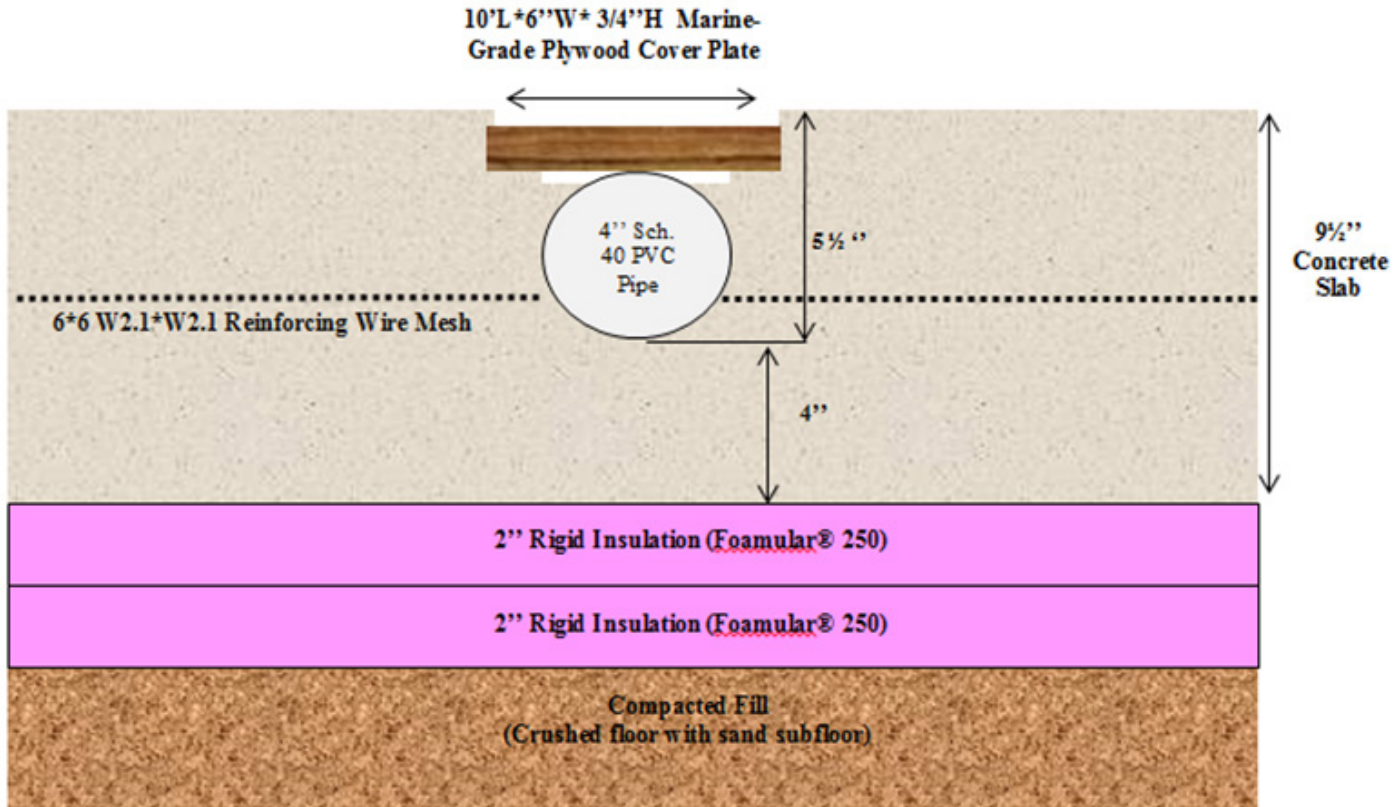 10’L*6’’W* 3/4’’H Marine-
Grade Plywood Cover Plate
4’’ Sch.
40 PVC
Pipe
5½ ‘’
9½’’
Concrete
Slab
6*6 W2.1*W2.1 Reinforcing Wire Mesh
4’’
2’’ Rigid Insulation (Foamular® 250)
2’’ Rigid Insulation (Foamular® 250)
Compacted Fill
(Crushed floor with sand subfloor)